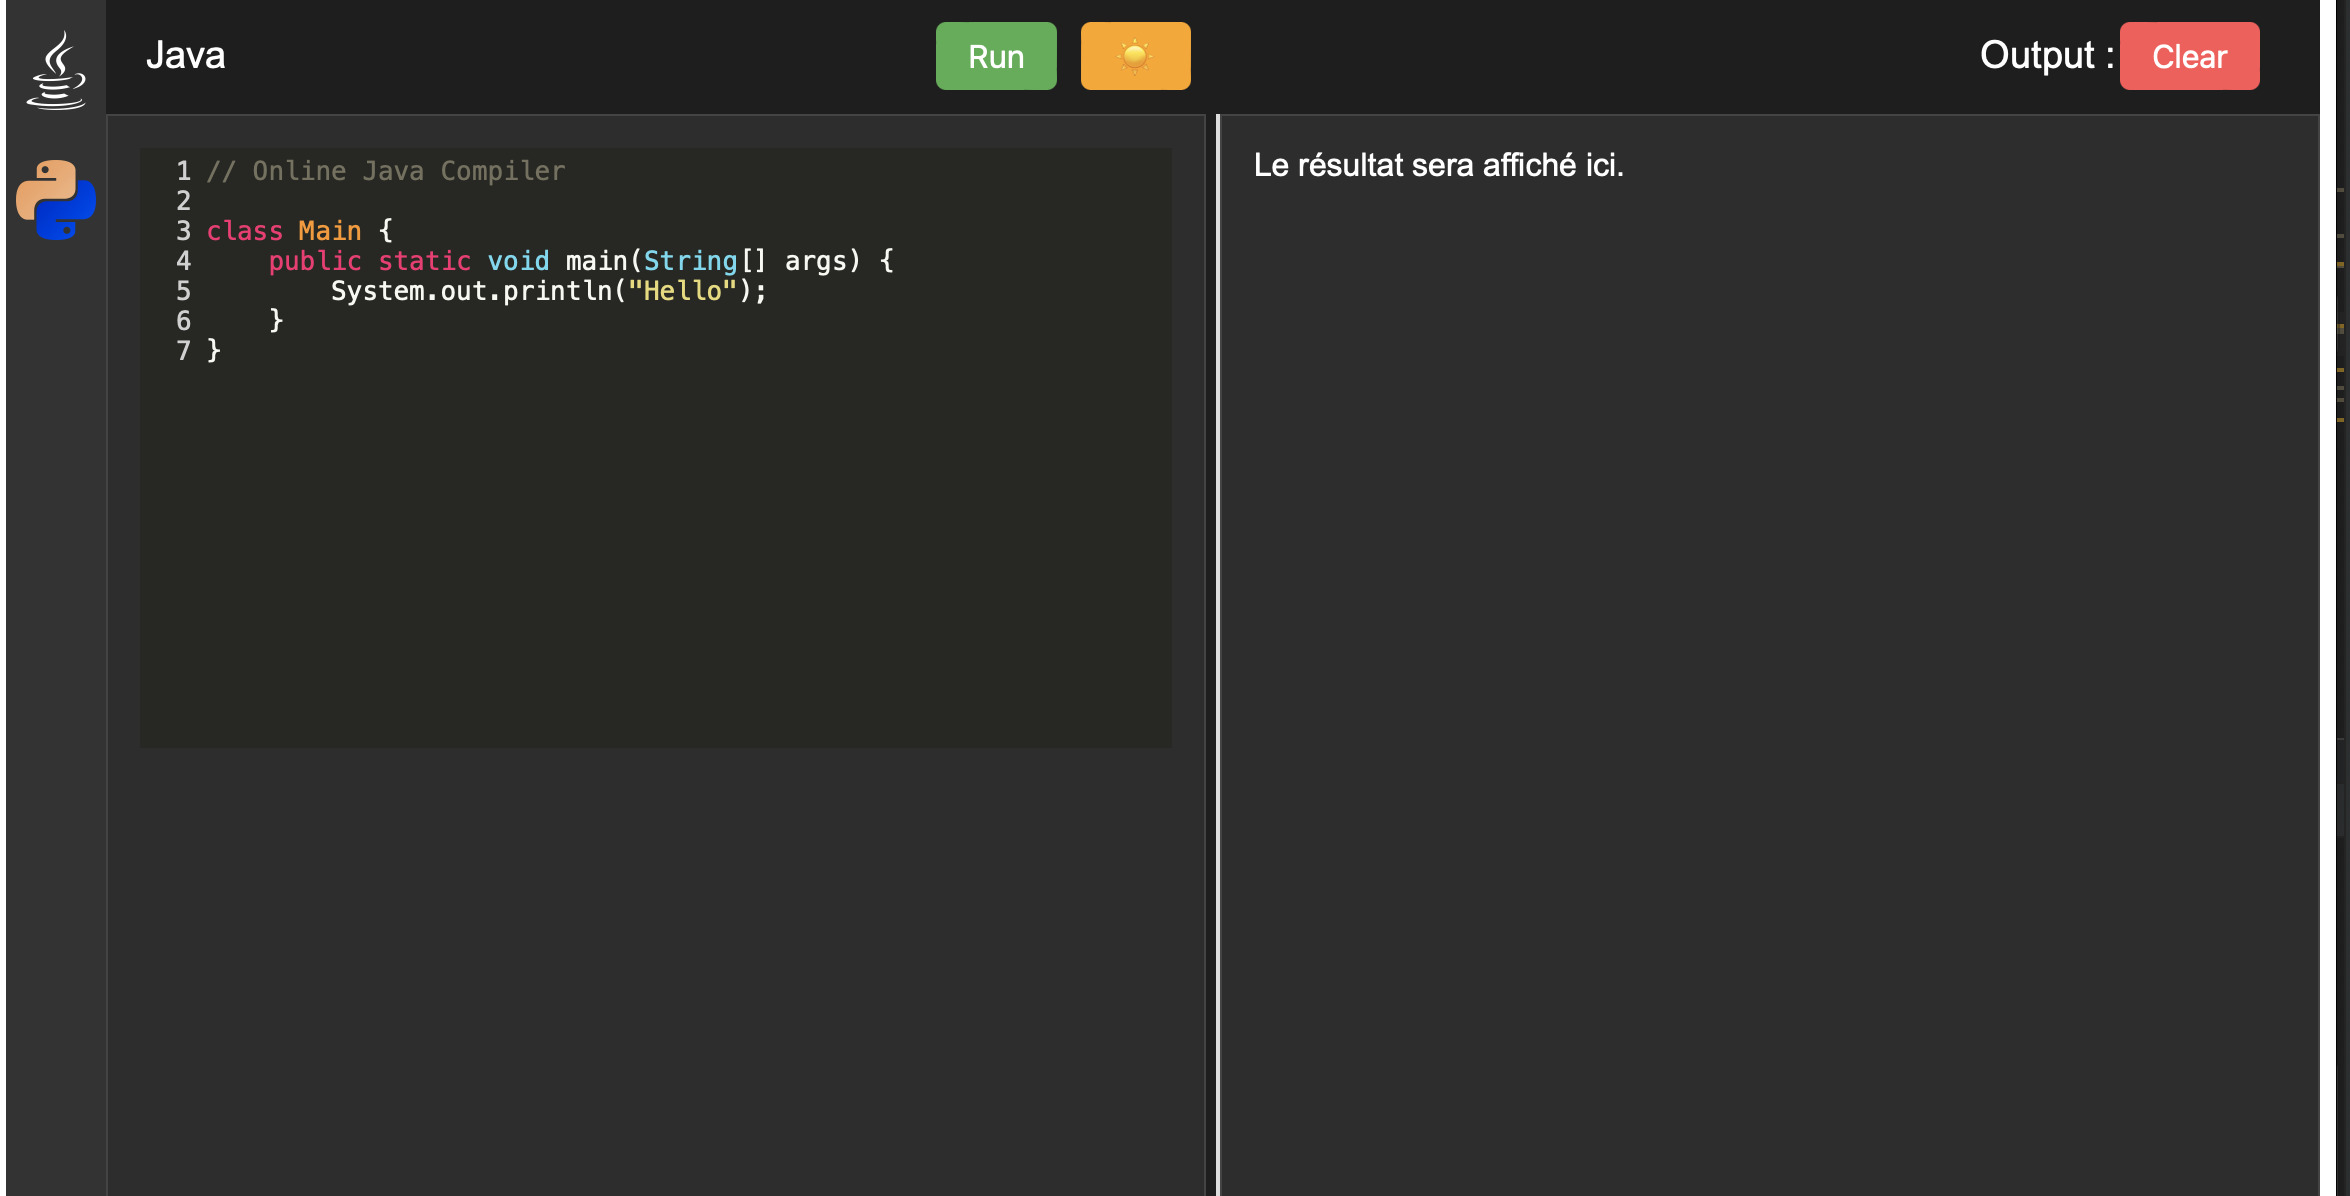 Java
Run
Output :
Clear
1 // Online Java Compiler
2
3 class Main {
4     public static void main(String[] args) {
5         System.out.println("Hello");
6     }
7 }
Le résultat sera affiché ici.